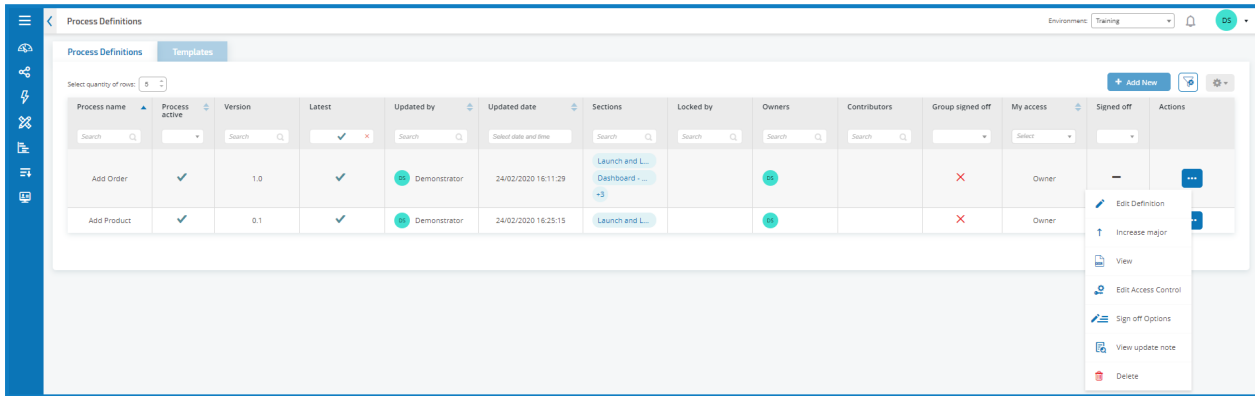 Process Definitions
Environment: Training
DS
Process Definitions
Templates
Select quantity of rows: 5
+ Add New
Process name
Process active
Version
Latest
Updated by
Updated date
Sections
Locked by
Owners
Contributors
Group signed off
My access
Signed off
Actions
Search
Search
Search
Select date and time
Search
Search
Search
Search
Select
Add Order
1.0
DS Demonstrator
24/02/2020 16:11:29
Launch and L...
Dashboard - ...
+3
DS
Owner
Add Product
0.1
DS Demonstrator
24/02/2020 16:25:15
Launch and L...
DS
Owner
Edit Definition
Increase major
View
Edit Access Control
Sign off Options
View update note
Delete